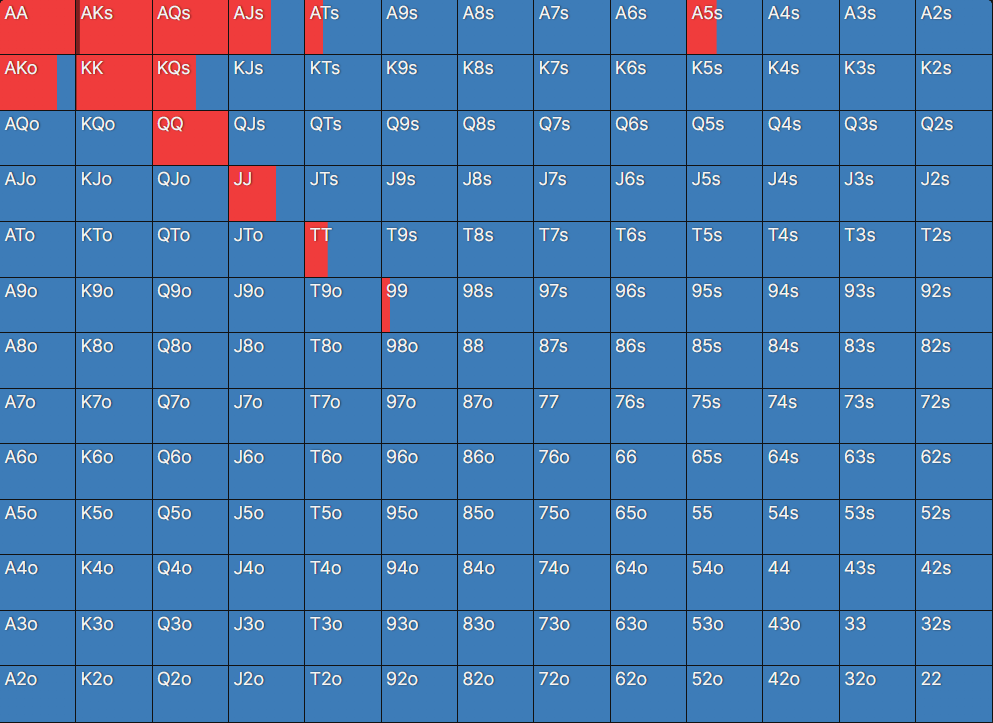 AA AKs AQs AJs ATs A9s A8s A7s A6s A5s A4s A3s A2s
AKo KK KQs KJs KTs K9s K8s K7s K6s K5s K4s K3s K2s
AQo KQo QQ QJs QTs Q9s Q8s Q7s Q6s Q5s Q4s Q3s Q2s
AJo KJo QJo JJ JTs J9s J8s J7s J6s J5s J4s J3s J2s
ATo KTo QTo JTo TT T9s T8s T7s T6s T5s T4s T3s T2s
A9o K9o Q9o J9o T9o 99 98s 97s 96s 95s 94s 93s 92s
A8o K8o Q8o J8o T8o 98o 88 87s 86s 85s 84s 83s 82s
A7o K7o Q7o J7o T7o 97o 87o 77 76s 75s 74s 73s 72s
A6o K6o Q6o J6o T6o 96o 86o 76o 66 65s 64s 63s 62s
A5o K5o Q5o J5o T5o 95o 85o 75o 65o 55 54s 53s 52s
A4o K4o Q4o J4o T4o 94o 84o 74o 64o 54o 44 43s 42s
A3o K3o Q3o J3o T3o 93o 83o 73o 63o 53o 43o 33 32s
A2o K2o Q2o J2o T2o 92o 82o 72o 62o 52o 42o 32o 22